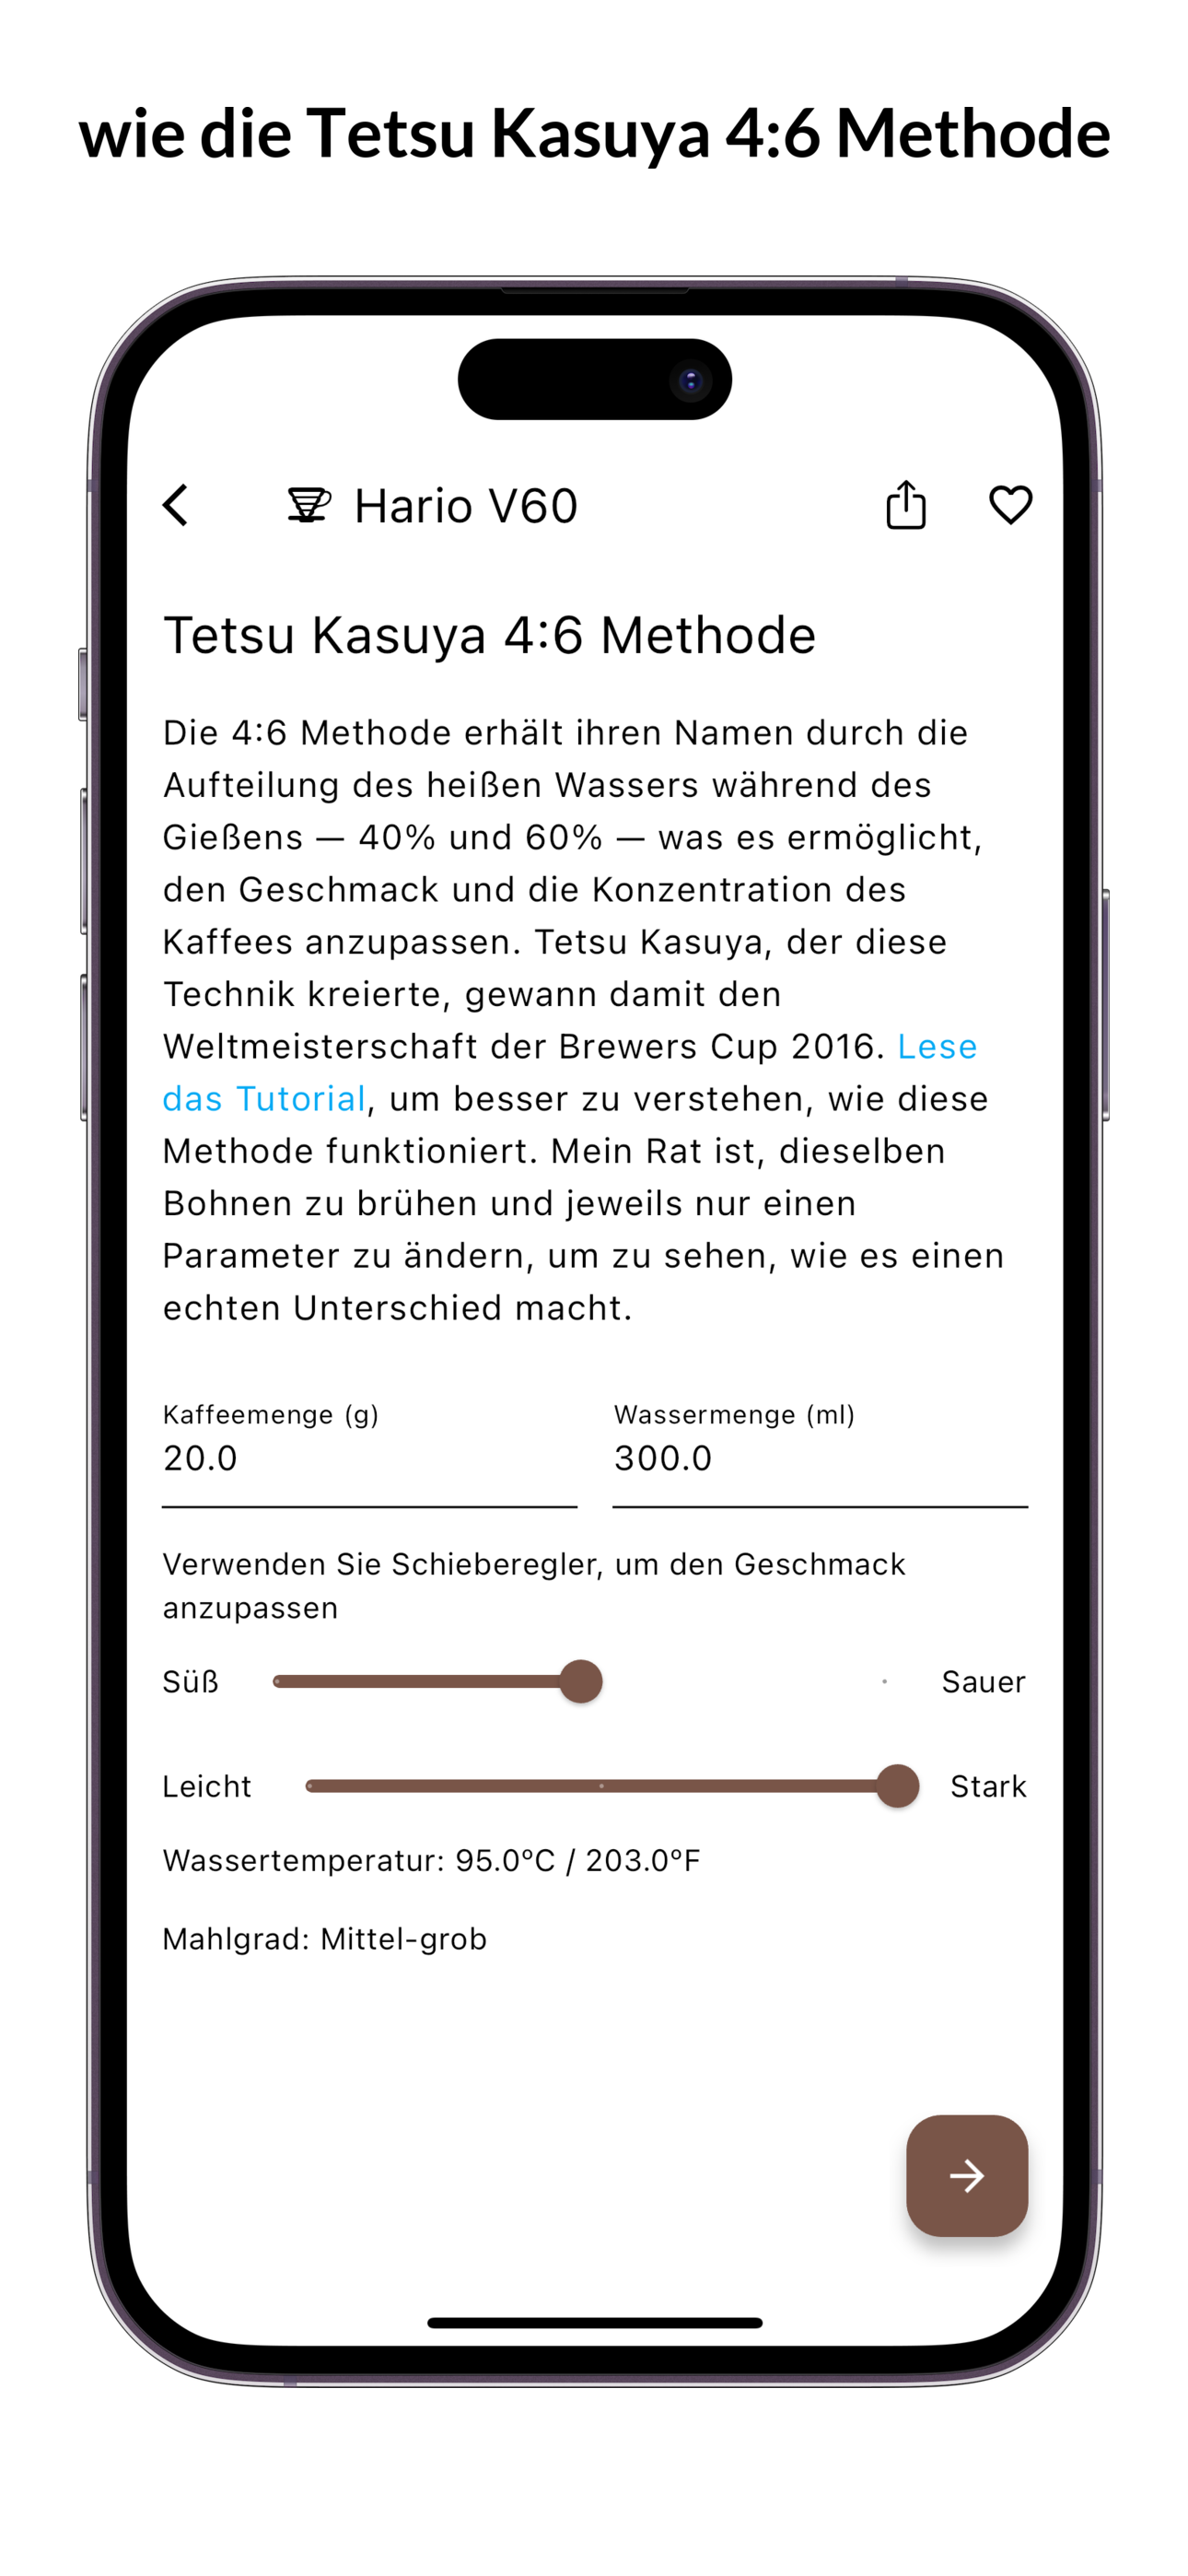 wie die Tetsu Kasuya 4:6 Methode
Hario V60
Tetsu Kasuya 4:6 Methode
Die 4:6 Methode erhält ihren Namen durch die
Aufteilung des heißen Wassers während des
Gießens — 40% und 60% — was es ermöglicht,
den Geschmack und die Konzentration des
Kaffees anzupassen. Tetsu Kasuya, der diese
Technik kreierte, gewann damit den
Weltmeisterschaft der Brewers Cup 2016. Lese
das Tutorial, um besser zu verstehen, wie diese
Methode funktioniert. Mein Rat ist, dieselben
Bohnen zu brühen und jeweils nur einen
Parameter zu ändern, um zu sehen, wie es einen
echten Unterschied macht.
Kaffeemenge (g) Wassermenge (ml)
20.0 300.0
Verwenden Sie Schieberegler, um den Geschmack
anzupassen
Süß Sauer
Leicht Stark
Wassertemperatur: 95.0ºC / 203.0ºF
Mahlgrad: Mittel-grob